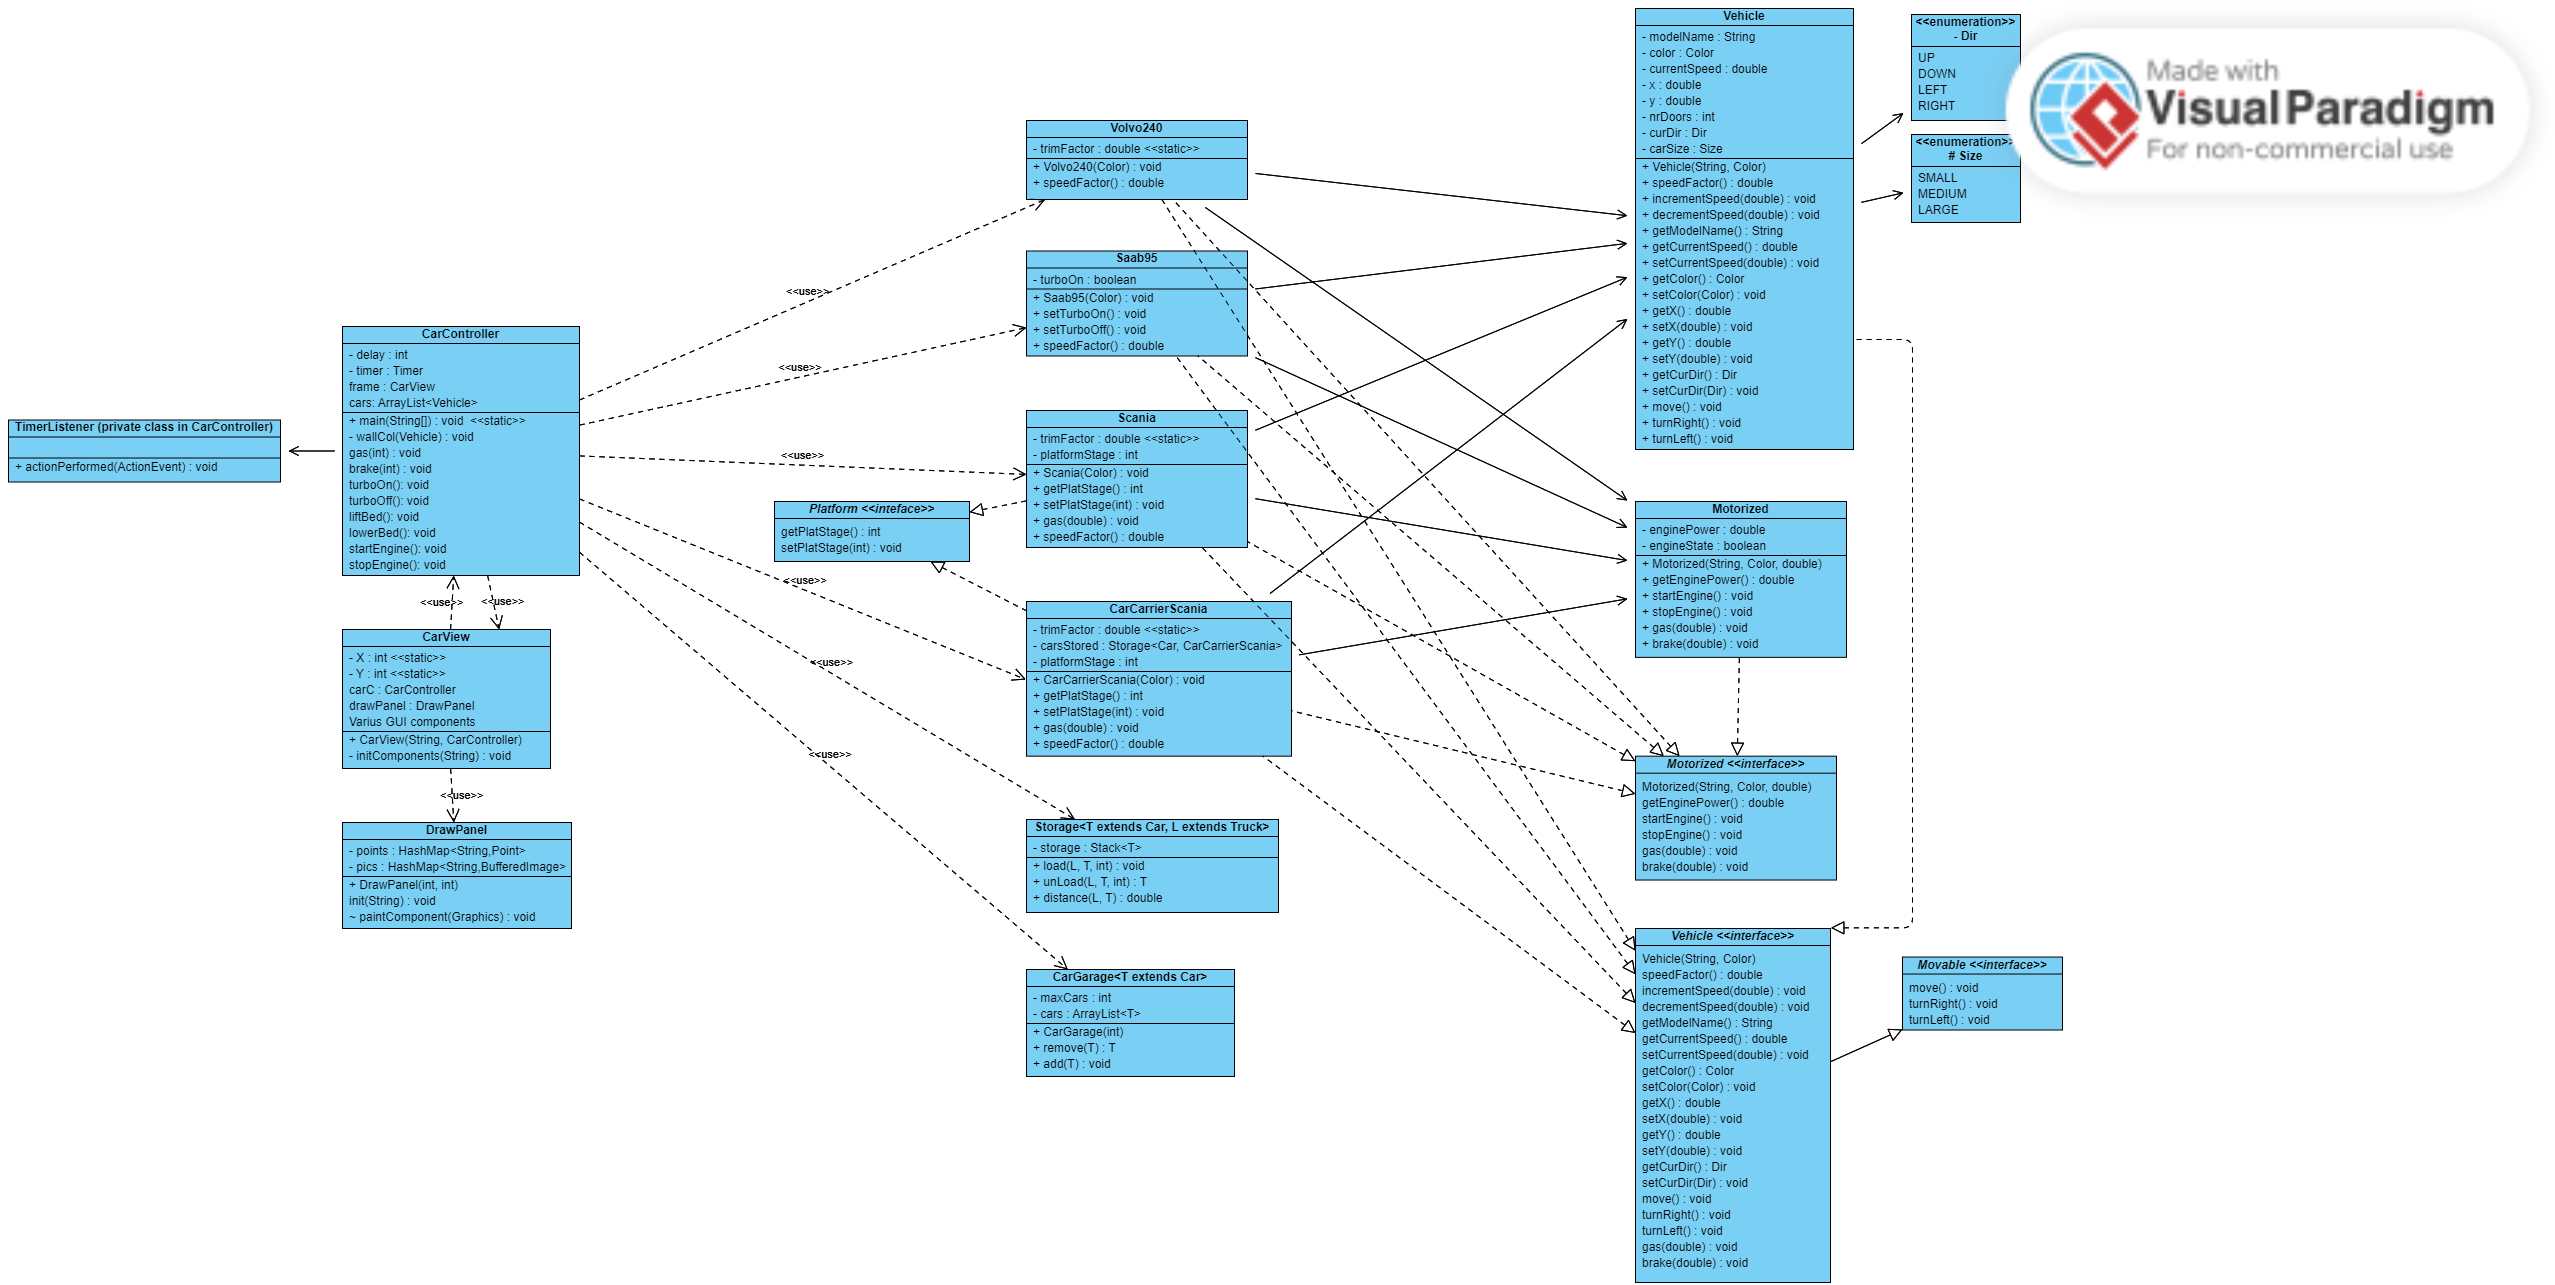 TimerListener (private class in CarController)
+ actionPerformed(ActionEvent) : void
CarController
- delay : int
- timer : Timer
frame : CarView
cars: ArrayList<Vehicle>
+ main(String[]) : void  <<static>>
- wallCol(Vehicle) : void
gas(int) : void
brake(int) : void
turboOn(): void
turboOff(): void
liftBed(): void
lowerBed(): void
startEngine(): void
stopEngine(): void
<<use>>
<<use>>
CarView
- X : int <<static>>
- Y : int <<static>>
carC : CarController
drawPanel : DrawPanel
Varius GUI components
+ CarView(String, CarController)
- initComponents(String) : void
<<use>>
DrawPanel
- points : HashMap<String,Point>
- pics : HashMap<String,BufferedImage>
+ DrawPanel(int, int)
init(String) : void
~ paintComponent(Graphics) : void
<<use>>
<<use>>
<<use>>
<<use>>
<<use>>
<<use>>
Platform <<inteface>>
getPlatStage() : int
setPlatStage(int) : void
Volvo240
- trimFactor : double <<static>>
+ Volvo240(Color) : void
+ speedFactor() : double
Saab95
- turboOn : boolean
+ Saab95(Color) : void
+ setTurboOn() : void
+ setTurboOff() : void
+ speedFactor() : double
Scania
- trimFactor : double <<static>>
- platformStage : int
+ Scania(Color) : void
+ getPlatStage() : int
+ setPlatStage(int) : void
+ gas(double) : void
+ speedFactor() : double
CarCarrierScania
- trimFactor : double <<static>>
- carsStored : Storage<Car, CarCarrierScania>
- platformStage : int
+ CarCarrierScania(Color) : void
+ getPlatStage() : int
+ setPlatStage(int) : void
+ gas(double) : void
+ speedFactor() : double
Storage<T extends Car, L extends Truck>
- storage : Stack<T>
+ load(L, T, int) : void
+ unLoad(L, T, int) : T
+ distance(L, T) : double
CarGarage<T extends Car>
- maxCars : int
- cars : ArrayList<T>
+ CarGarage(int)
+ remove(T) : T
+ add(T) : void
Vehicle
- modelName : String
- color : Color
- currentSpeed : double
- x : double
- y : double
- nrDoors : int
- curDir : Dir
- carSize : Size
+ Vehicle(String, Color)
+ speedFactor() : double
+ incrementSpeed(double) : void
+ decrementSpeed(double) : void
+ getModelName() : String
+ getCurrentSpeed() : double
+ setCurrentSpeed(double) : void
+ getColor() : Color
+ setColor(Color) : void
+ getX() : double
+ setX(double) : void
+ getY() : double
+ setY(double) : void
+ getCurDir() : Dir
+ setCurDir(Dir) : void
+ move() : void
+ turnRight() : void
+ turnLeft() : void
Motorized
- enginePower : double
- engineState : boolean
+ Motorized(String, Color, double)
+ getEnginePower() : double
+ startEngine() : void
+ stopEngine() : void
+ gas(double) : void
+ brake(double) : void
Motorized <<interface>>
Motorized(String, Color, double)
getEnginePower() : double
startEngine() : void
stopEngine() : void
gas(double) : void
brake(double) : void
Vehicle <<interface>>
Vehicle(String, Color)
speedFactor() : double
incrementSpeed(double) : void
decrementSpeed(double) : void
getModelName() : String
getCurrentSpeed() : double
setCurrentSpeed(double) : void
getColor() : Color
setColor(Color) : void
getX() : double
setX(double) : void
getY() : double
setY(double) : void
getCurDir() : Dir
setCurDir(Dir) : void
move() : void
turnRight() : void
turnLeft() : void
gas(double) : void
brake(double) : void
<<enumeration>>
- Dir
UP
DOWN
LEFT
RIGHT
<<enumeration>>
# Size
SMALL
MEDIUM
LARGE
Movable <<interface>>
move() : void
turnRight() : void
turnLeft() : void
Made with
Visual Paradigm
For non-commercial use